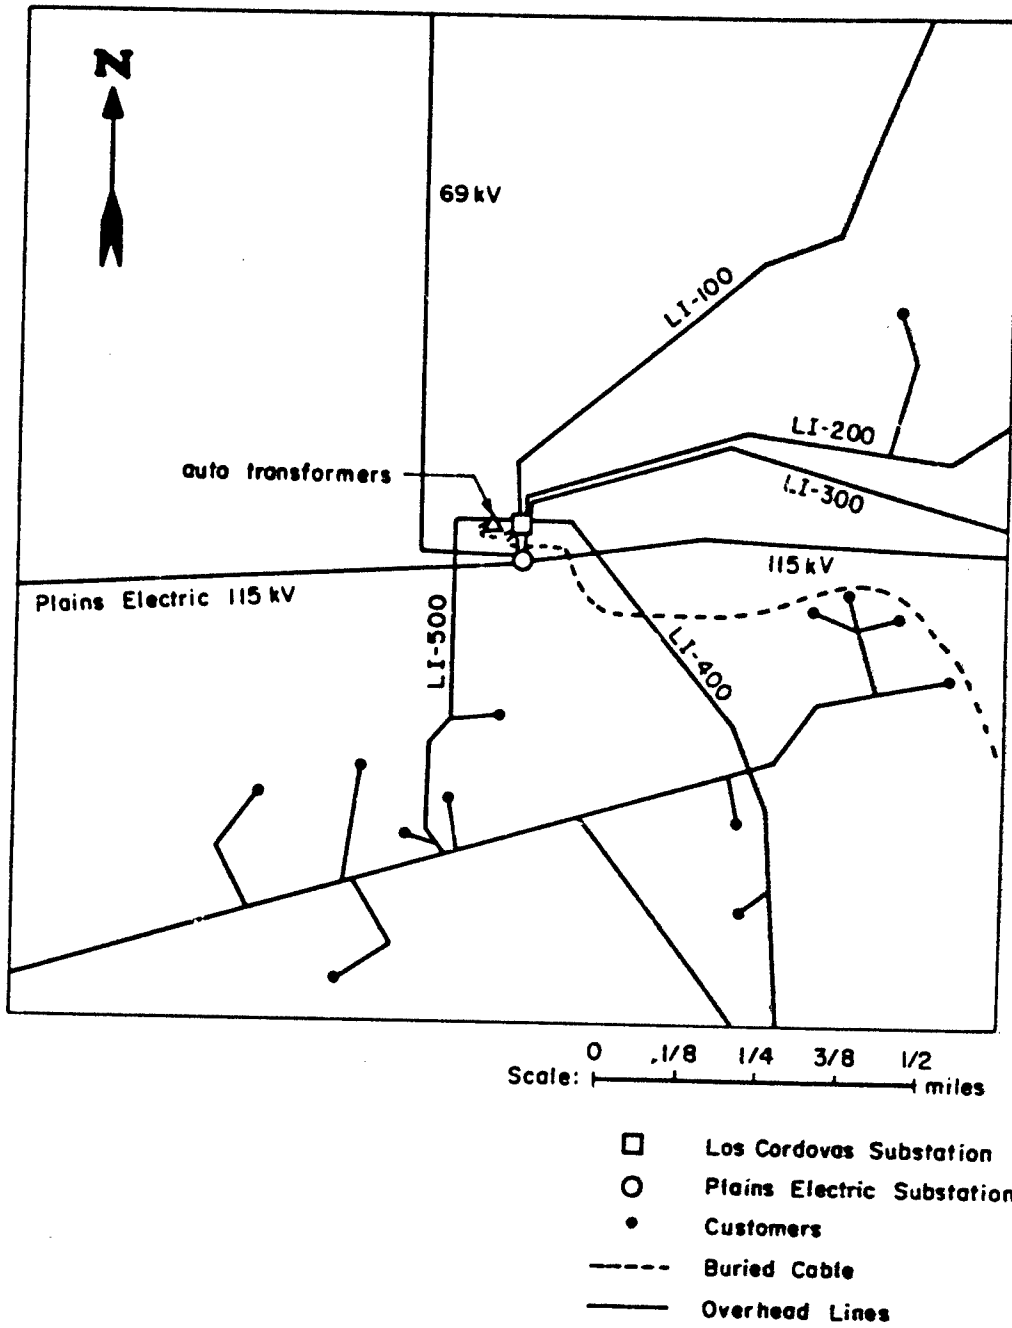 N
69 kV
LI-100
LI-200
auto transformers
LI-300
115 kV
Plains Electric 115 kV
LI-500
LI-400
0 1/8 1/4 3/8 1/2
Scale: miles
Los Cordovas Substation
Plains Electric Substation
Customers
Buried Cable
Overhead Lines